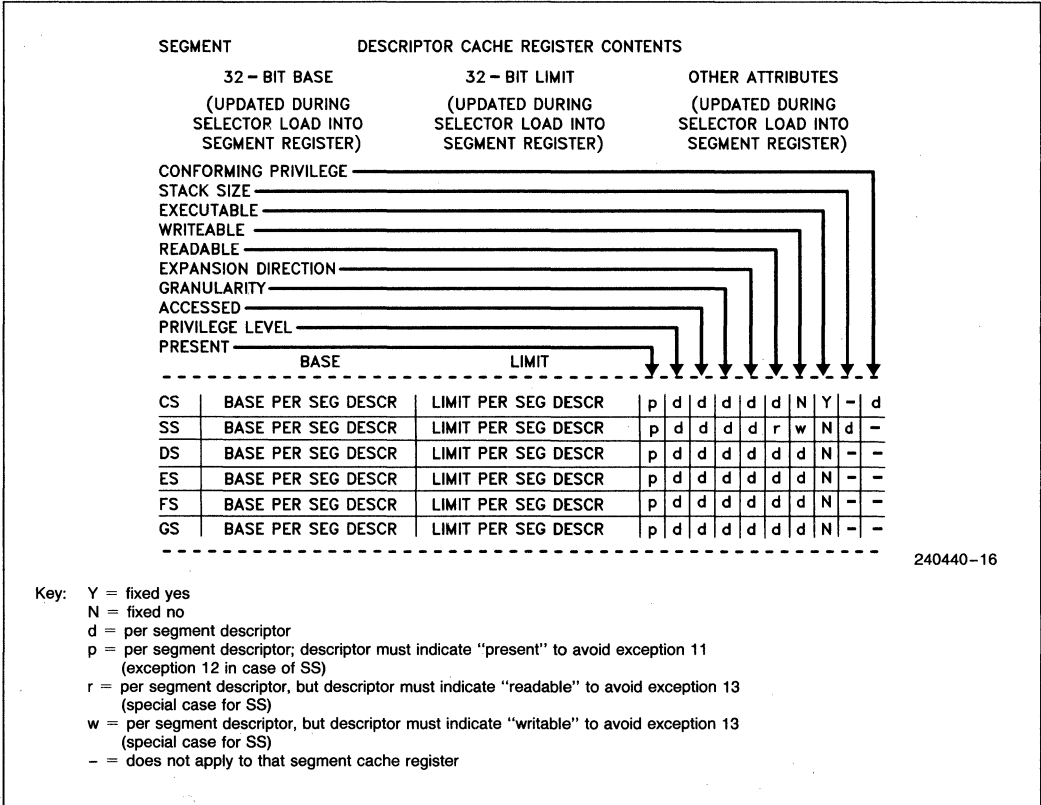 SEGMENT DESCRIPTOR CACHE REGISTER CONTENTS
32 – BIT BASE 32 – BIT LIMIT OTHER ATTRIBUTES
(UPDATED DURING (UPDATED DURING (UPDATED DURING
SELECTOR LOAD INTO SELECTOR LOAD INTO SELECTOR LOAD INTO
SEGMENT REGISTER) SEGMENT REGISTER) SEGMENT REGISTER)
CONFORMING PRIVILEGE
STACK SIZE
EXECUTABLE
WRITEABLE
READABLE
EXPANSION DIRECTION
GRANULARITY
ACCESSED
PRIVILEGE LEVEL
PRESENT
BASE LIMIT
CS BASE PER SEG DESCR LIMIT PER SEG DESCR p d d d d d N Y – d
SS BASE PER SEG DESCR LIMIT PER SEG DESCR p d d d d r w N d –
DS BASE PER SEG DESCR LIMIT PER SEG DESCR p d d d d d d N – –
ES BASE PER SEG DESCR LIMIT PER SEG DESCR p d d d d d d N – –
FS BASE PER SEG DESCR LIMIT PER SEG DESCR p d d d d d d N – –
GS BASE PER SEG DESCR LIMIT PER SEG DESCR p d d d d d d N – –
240440–16
Key: Y = fixed yes
N = fixed no
d = per segment descriptor
p = per segment descriptor; descriptor must indicate ''present'' to avoid exception 11
(exception 12 in case of SS)
r = per segment descriptor, but descriptor must indicate ''readable'' to avoid exception 13
(special case for SS)
w = per segment descriptor, but descriptor must indicate ''writable'' to avoid exception 13
(special case for SS)
– = does not apply to that segment cache register